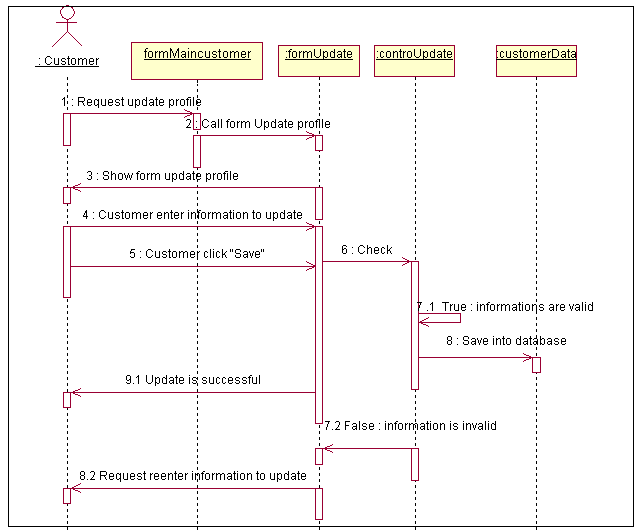 : Customer
formMaincustomer
:formUpdate
:controUpdate
:customerData
1 : Request update profile
2 : Call form Update profile
3 : Show form update profile
4 : Customer enter information to update
5 : Customer click "Save"
6 : Check
7 .1 True : informations are valid
8 : Save into database
9.1 Update is successful
7.2 False : information is invalid
8.2 Request reenter information to update